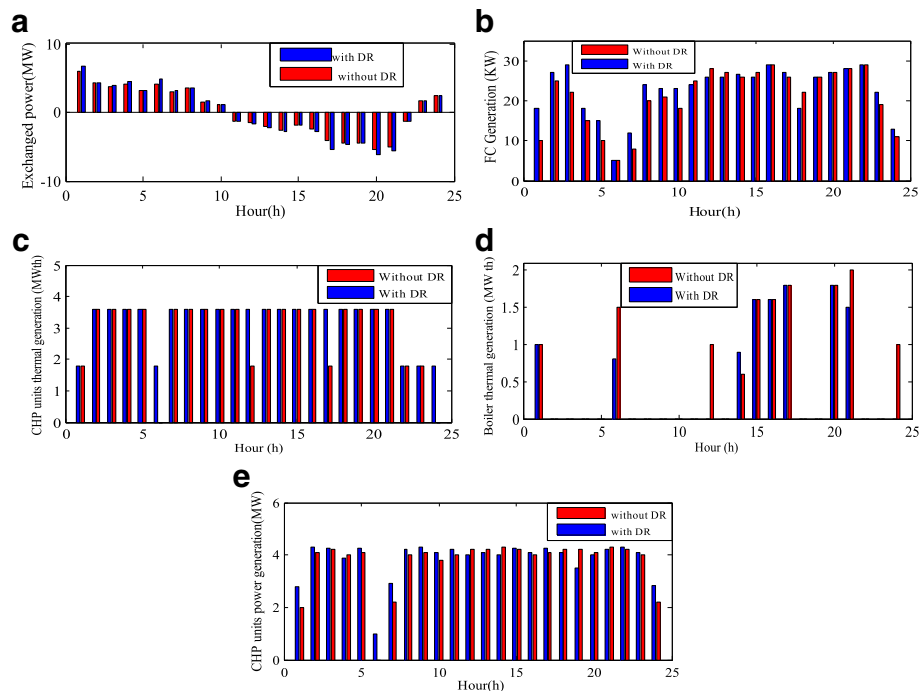 a
10
0
-10
Exchanged power(MW)
with DR
without DR
0 5 10 15 20 25
Hour(h)
b
30
20
10
0
FC Generation (KW)
Without DR
With DR
0 5 10 15 20 25
Hour(h)
c
5
4
3
2
1
0
CHP units thermal generation (MWth)
Without DR
With DR
0 5 10 15 20 25
Hour (h)
d
2
1.5
1
0.5
0
Boiler thermal generation (MW th)
Without DR
With DR
0 5 10 15 20 25
Hour (h)
e
6
4
2
0
CHP units power generation(MW)
without DR
with DR
0 5 10 15 20 25
Hour(h)